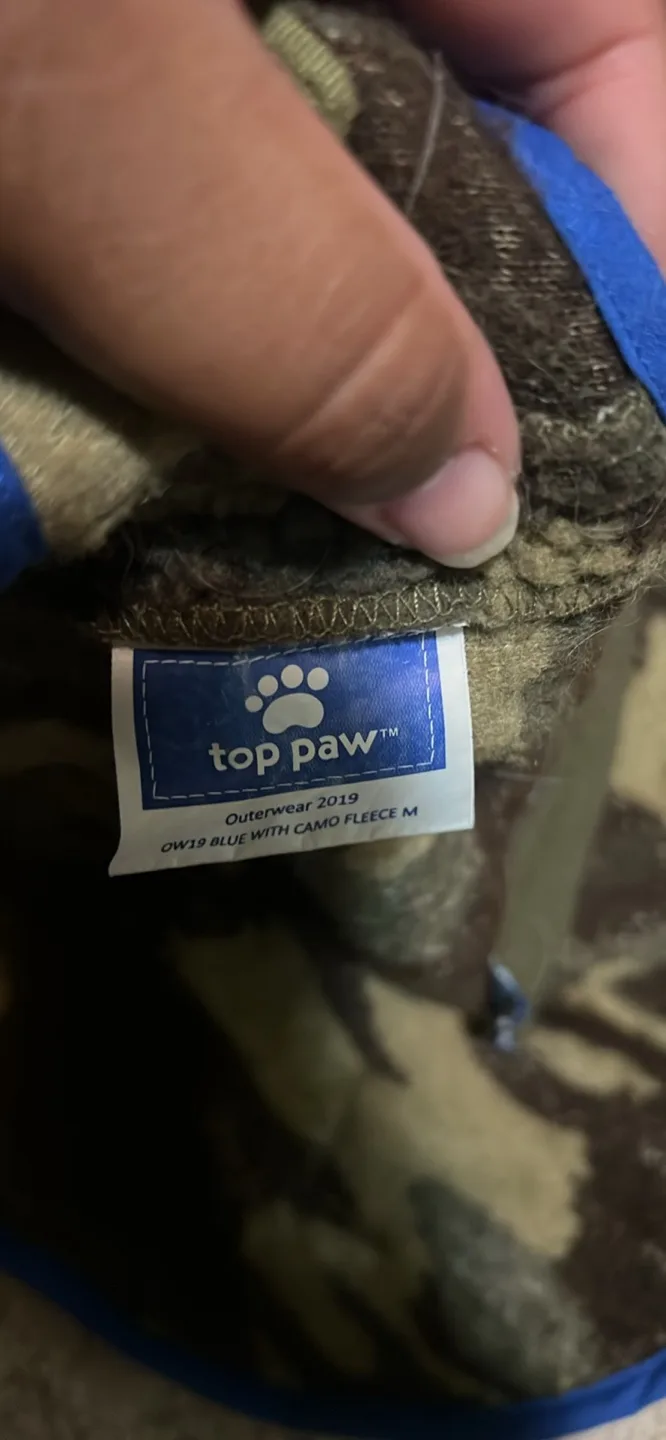 top paw™
Outerwear 2019
OW19 BLUE WITH CAMO FLEECE M